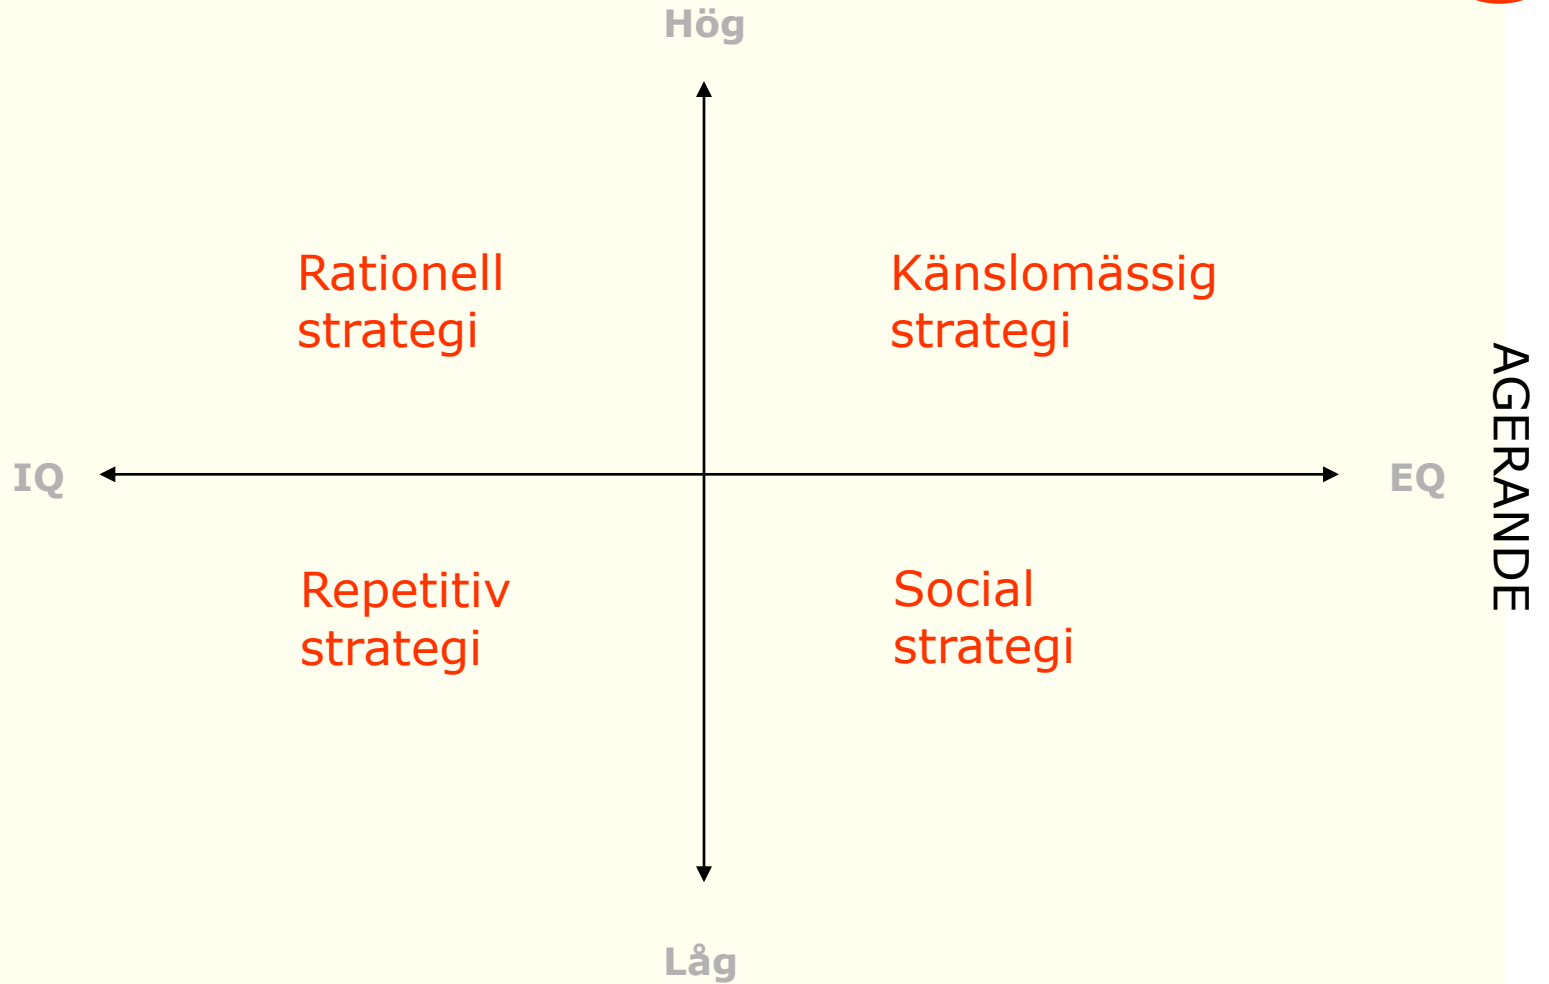 Hög
Rationell
strategi
Känslomässig
strategi
IQ
EQ
AGERANDE
Repetitiv
strategi
Social
strategi
Låg